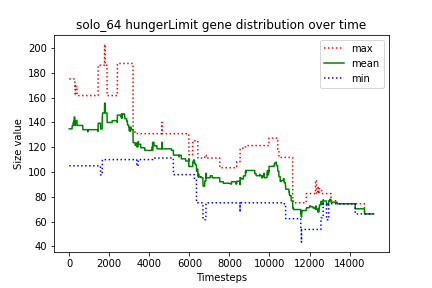 solo_64 hungerLimit gene distribution over time
max
mean
min
Size value
200
180
160
140
120
100
80
60
40
0 2000 4000 6000 8000 10000 12000 14000
Timesteps